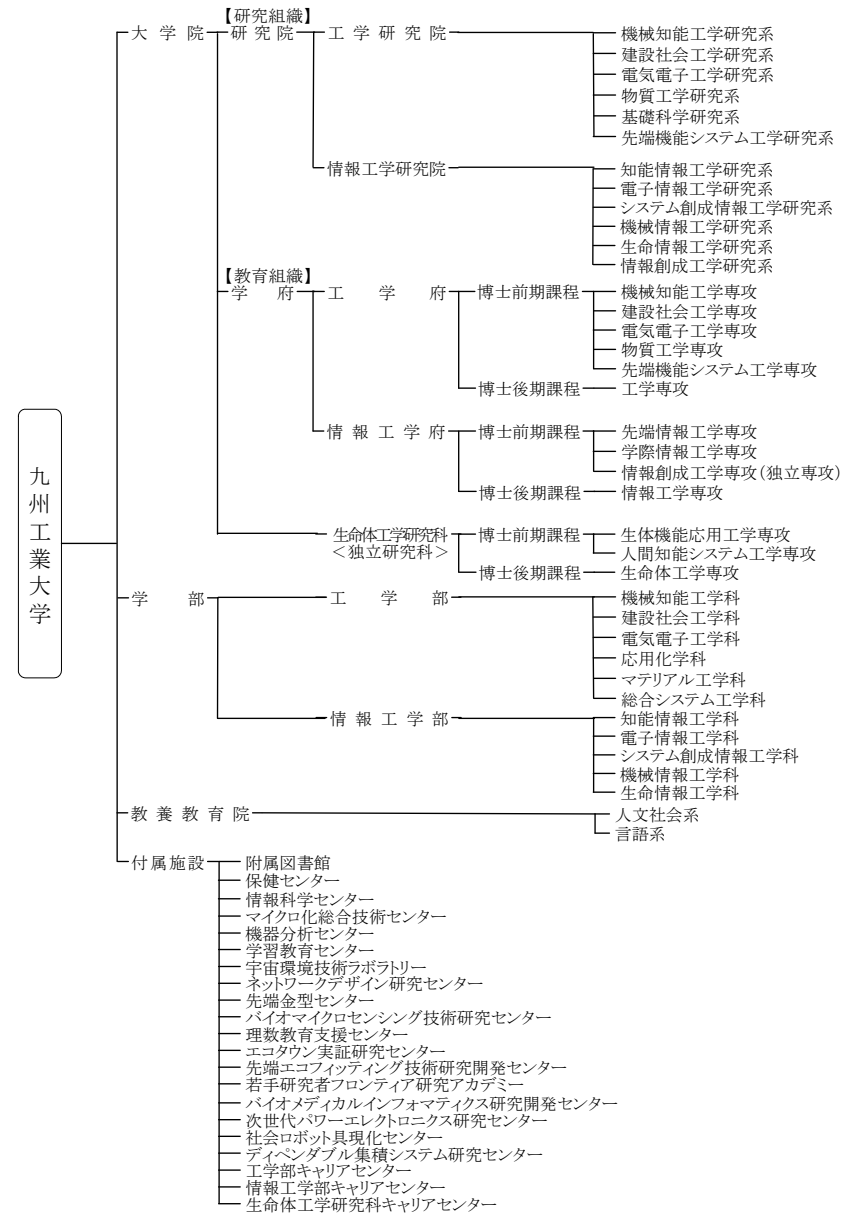 九州工業大学
【研究組織】
大学院 研究院 工学研究院 機械知能工学研究系
建設社会工学研究系
電気電子工学研究系
物質工学研究系
基礎科学研究系
先端機能システム工学研究系
情報工学研究院 知能情報工学研究系
電子情報工学研究系
システム創成情報工学研究系
機械情報工学研究系
生命情報工学研究系
情報創成工学研究系
【教育組織】
学府 工学府 博士前期課程 機械知能工学専攻
建設社会工学専攻
電気電子工学専攻
物質工学専攻
先端機能システム工学専攻
博士後期課程 工学専攻
情報工学府 博士前期課程 先端情報工学専攻
学際情報工学専攻
情報創成工学専攻(独立専攻)
博士後期課程 情報工学専攻
生命体工学研究科 博士前期課程 生体機能応用工学専攻
<独立研究科> 人間知能システム工学専攻
博士後期課程 生命体工学専攻
学部 工学部 機械知能工学科
建設社会工学科
電気電子工学科
応用化学科
マテリアル工学科
総合システム工学科
情報工学部 知能情報工学科
電子情報工学科
システム創成情報工学科
機械情報工学科
生命情報工学科
教養教育院 人文社会系
言語系
付属施設 附属図書館
保健センター
情報科学センター
マイクロ化総合技術センター
機器分析センター
学習教育センター
宇宙環境技術ラボラトリー
ネットワークデザイン研究センター
先端金型センター
バイオマイクロセンシング技術研究センター
理数教育支援センター
エコタウン実証研究センター
先端エコフィッティング技術研究開発センター
若手研究者フロンティア研究アカデミー
バイオメディカルインフォマティクス研究開発センター
次世代パワーエレクトロニクス研究センター
社会ロボット具現化センター
ディペンダブル集積システム研究センター
工学部キャリアセンター
情報工学部キャリアセンター
生命体工学研究科キャリアセンター